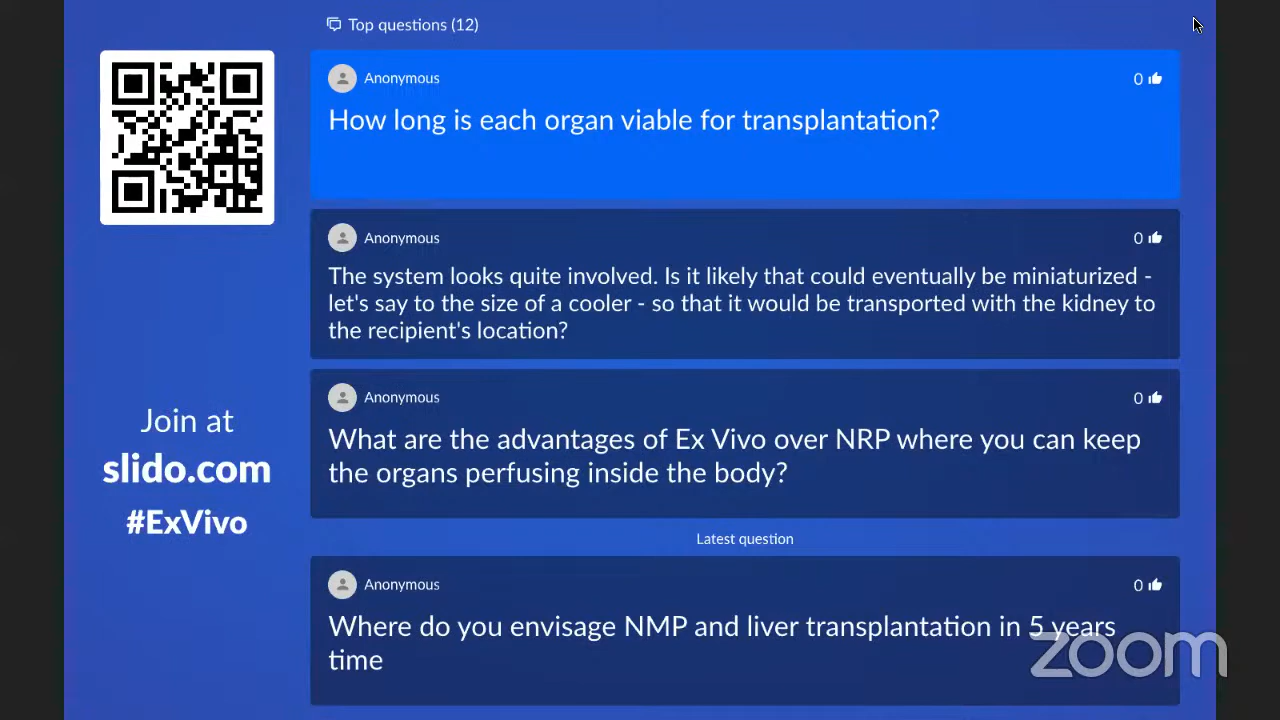 Top questions (12)
Anonymous
0
How long is each organ viable for transplantation?
Anonymous
0
The system looks quite involved. Is it likely that could eventually be miniaturized -
let's say to the size of a cooler - so that it would be transported with the kidney to
the recipient's location?
Anonymous
0
What are the advantages of Ex Vivo over NRP where you can keep
the organs perfusing inside the body?
Latest question
Anonymous
0
Where do you envisage NMP and liver transplantation in 5 years
time
Join at
slido.com
#ExVivo
zoom